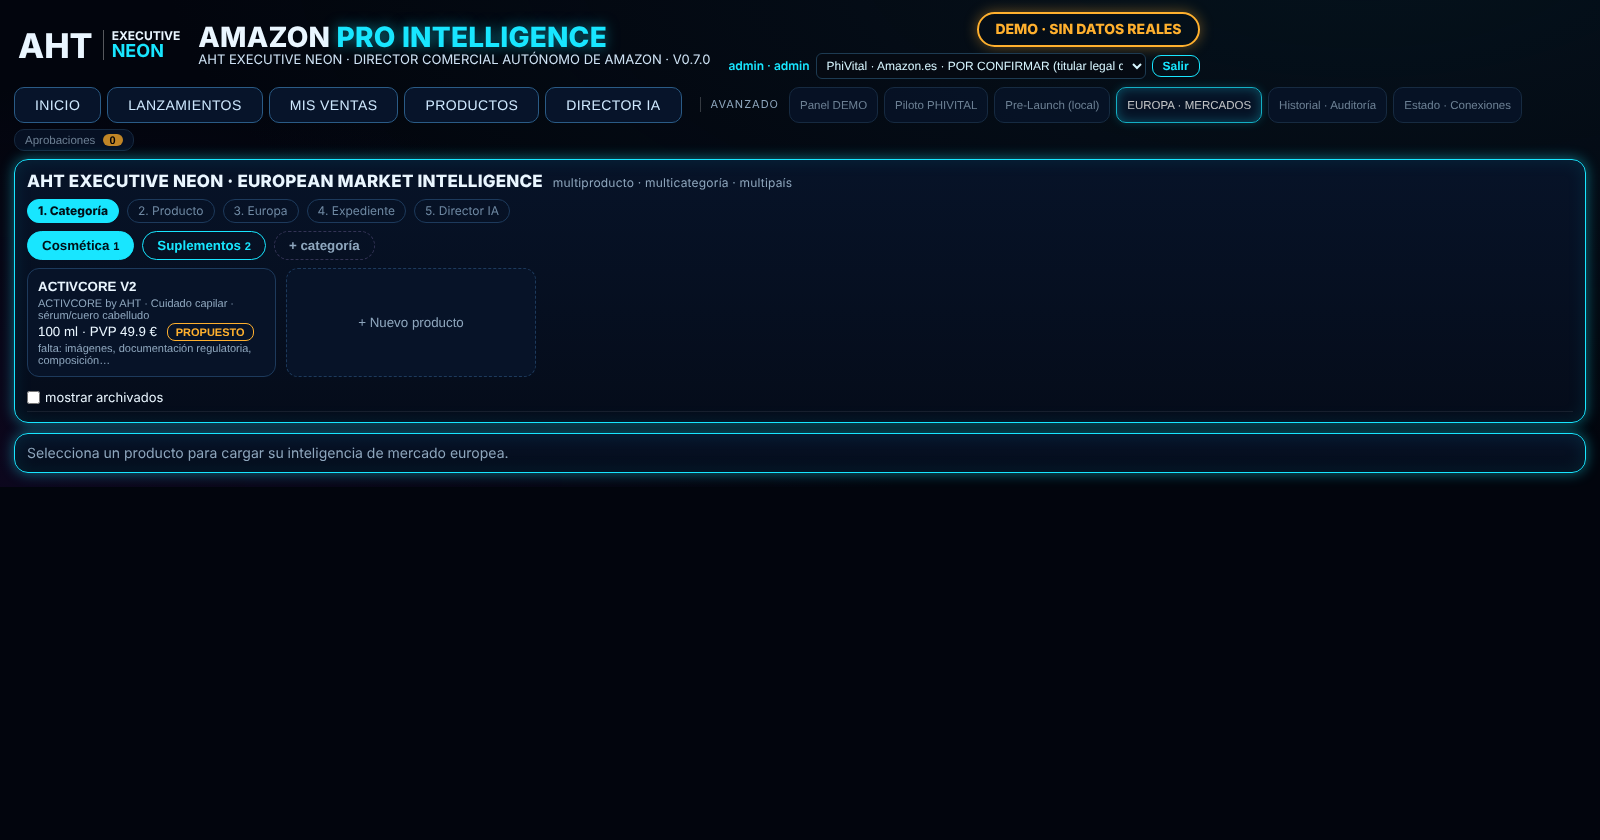 AHT EXECUTIVE NEON
AMAZON PRO INTELLIGENCE
AHT EXECUTIVE NEON · DIRECTOR COMERCIAL AUTÓNOMO DE AMAZON · V0.7.0
DEMO · SIN DATOS REALES
admin · admin
PhiVital · Amazon.es · POR CONFIRMAR (titular legal c
Salir
INICIO
LANZAMIENTOS
MIS VENTAS
PRODUCTOS
DIRECTOR IA
AVANZADO
Panel DEMO
Piloto PHIVITAL
Pre-Launch (local)
EUROPA · MERCADOS
Historial · Auditoría
Estado · Conexiones
Aprobaciones 0
AHT EXECUTIVE NEON · EUROPEAN MARKET INTELLIGENCE multiproducto · multicategoría · multipaís
1. Categoría
2. Producto
3. Europa
4. Expediente
5. Director IA
Cosmética 1
Suplementos 2
+ categoría
ACTIVCORE V2
ACTIVCORE by AHT · Cuidado capilar ·
sérum/cuero cabelludo
100 ml · PVP 49.9 € PROPUESTO
falta: imágenes, documentación regulatoria,
composición…
+ Nuevo producto
mostrar archivados
Selecciona un producto para cargar su inteligencia de mercado europea.